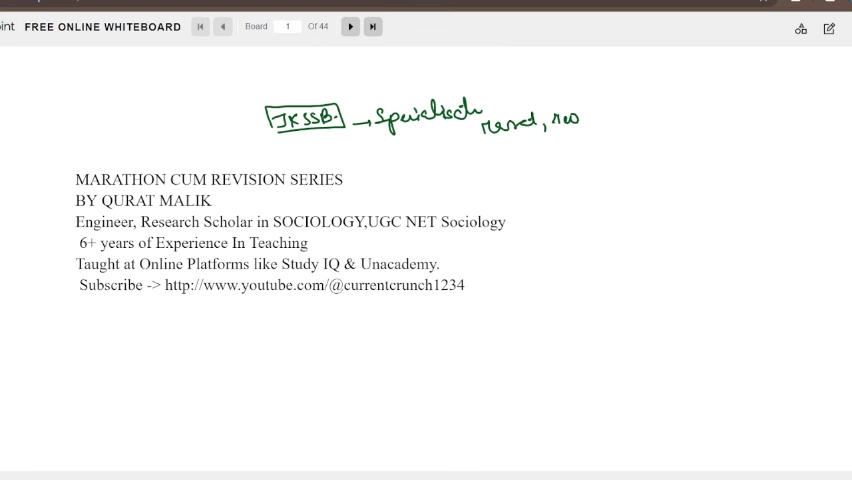 int FREE ONLINE WHITEBOARD Board 1 Of 44
JKSSB.
MARATHON CUM REVISION SERIES
BY QURAT MALIK
Engineer, Research Scholar in SOCIOLOGY,UGC NET Sociology
6+ years of Experience In Teaching
Taught at Online Platforms like Study IQ & Unacademy.
Subscribe -> http://www.youtube.com/@currentcrunch1234